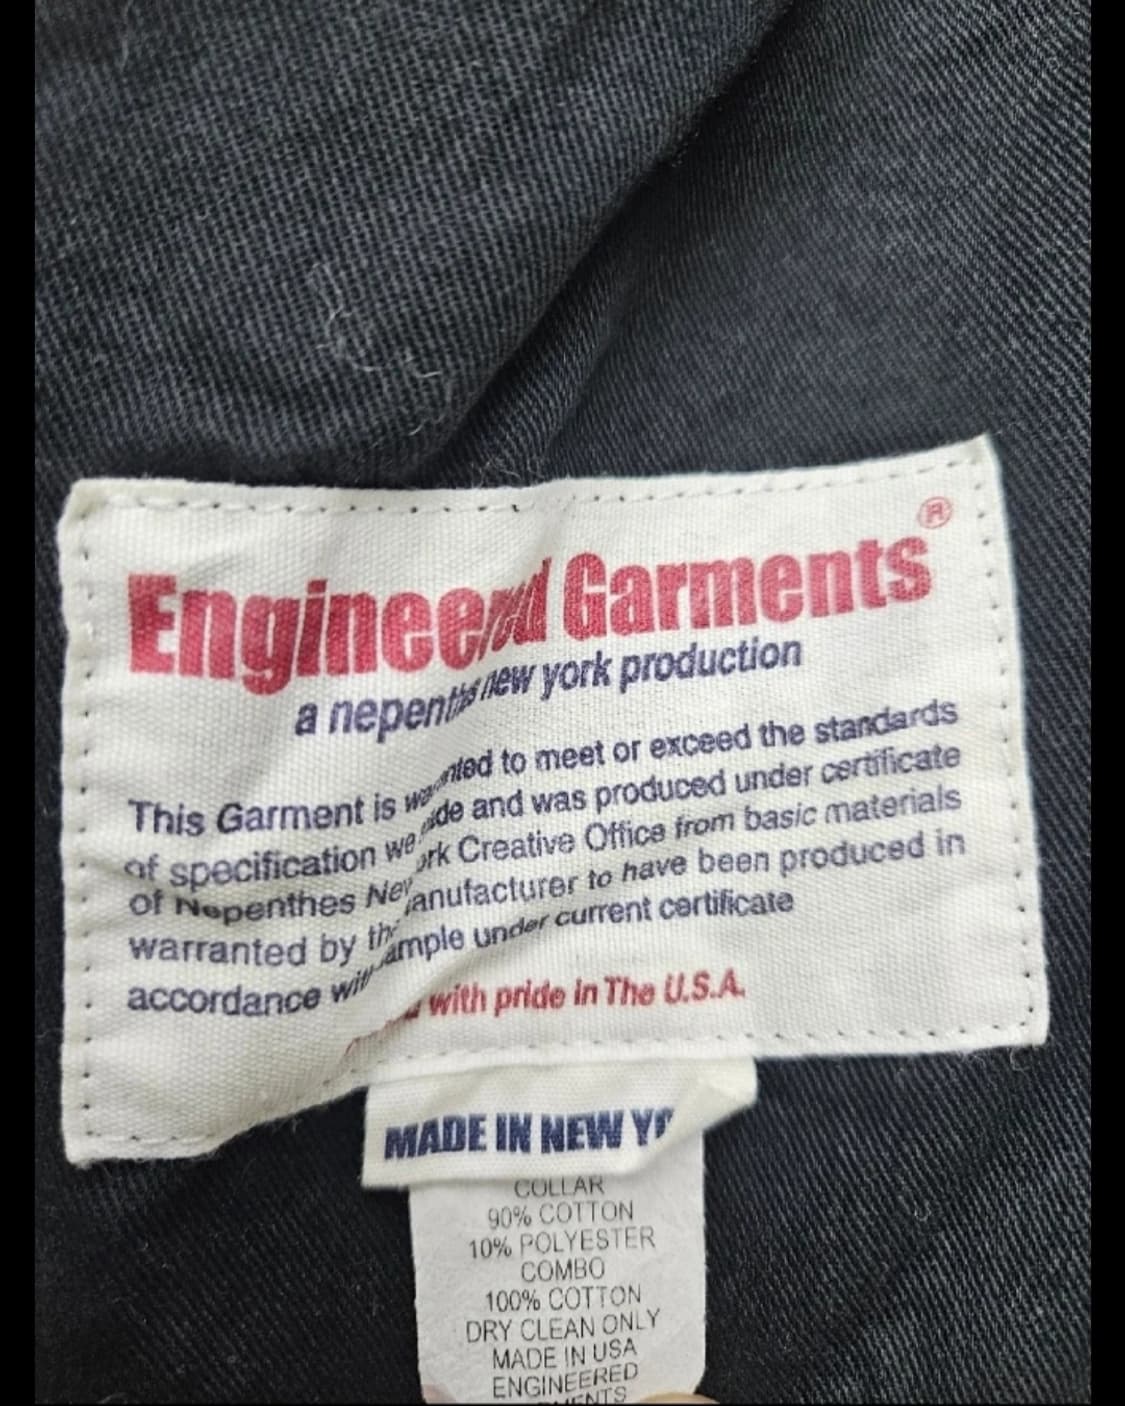 Engineered Garments ®
a nepenthes new york production
This Garment is warranted to meet or exceed the standards
of specification we made and was produced under certificate
of Nepenthes New York Creative Office from basic materials
warranted by the manufacturer to have been produced in
accordance with sample under current certificate
with pride in The U.S.A.
MADE IN NEW YO
COLLAR
90% COTTON
10% POLYESTER
COMBO
100% COTTON
DRY CLEAN ONLY
MADE IN USA
ENGINEERED
MENTS